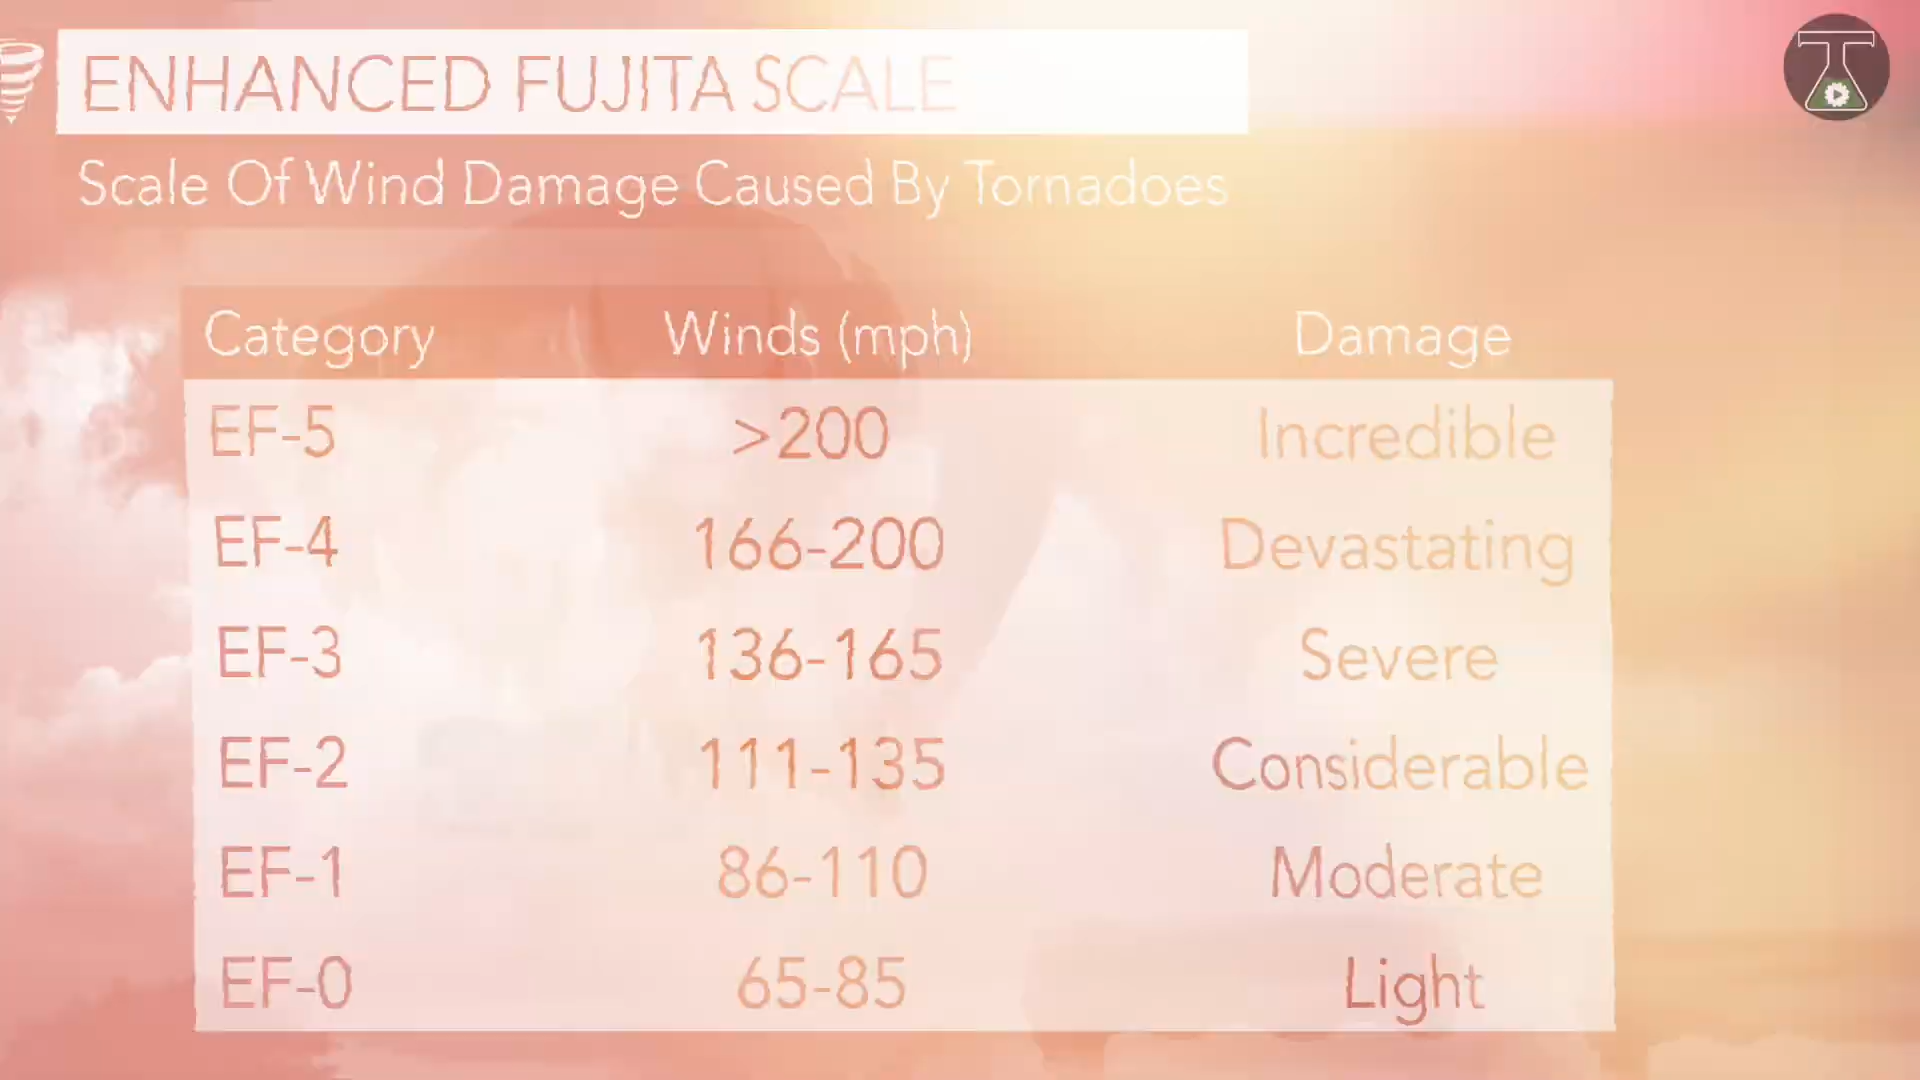 ENHANCED FUJITA SCALE
Scale Of Wind Damage Caused By Tornadoes
Category Winds (mph) Damage
EF-5 >200 Incredible
EF-4 166-200 Devastating
EF-3 136-165 Severe
EF-2 111-135 Considerable
EF-1 86-110 Moderate
EF-0 65-85 Light